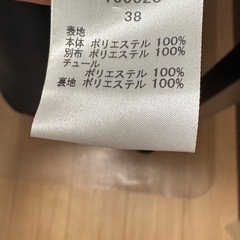 38
表地
本体 ポリエステル 100%
別布 ポリエステル 100%
チュール
ポリエステル 100%
裏地 ポリエステル 100%